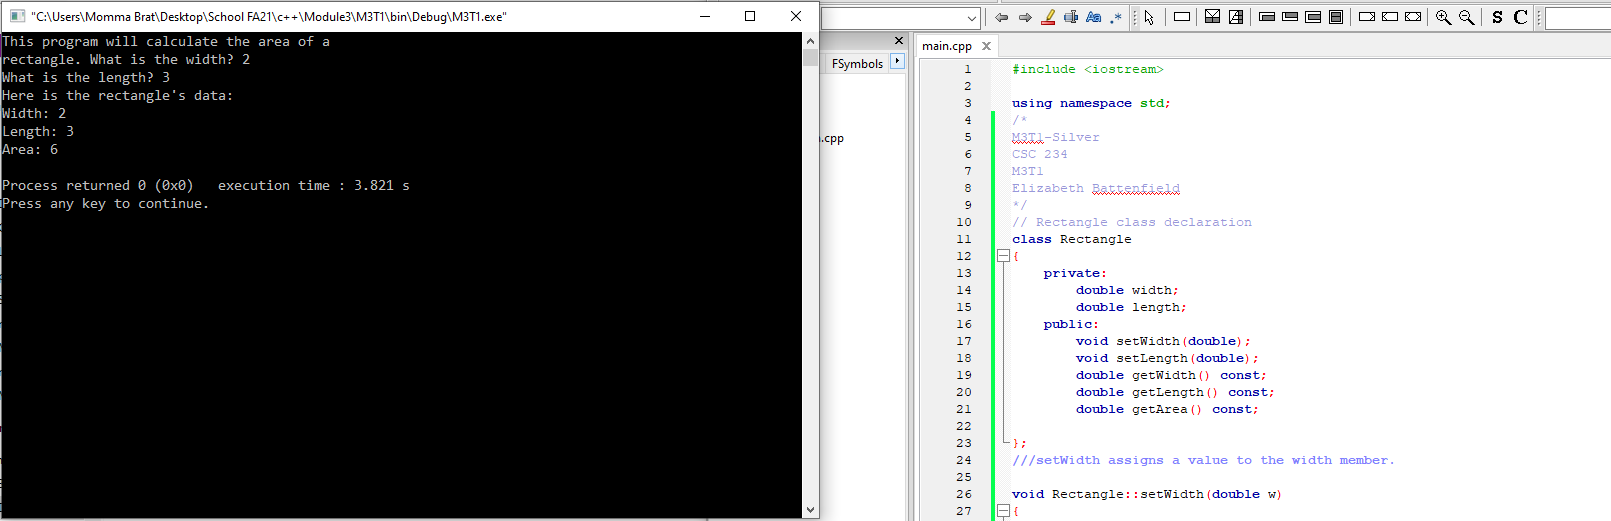 "C:\Users\Momma Brat\Desktop\School FA21\c++\Module3\M3T1\bin\Debug\M3T1.exe"
This program will calculate the area of a
rectangle. What is the width? 2
What is the length? 3
Here is the rectangle's data:
Width: 2
Length: 3
Area: 6
Process returned 0 (0x0)   execution time : 3.821 s
Press any key to continue.
FSymbols
.cpp
Aa
.*
S C
main.cpp
1 #include <iostream>
2
3 using namespace std;
4 /*
5 M3T1-Silver
6 CSC 234
7 M3T1
8 Elizabeth Battenfield
9 */
10 // Rectangle class declaration
11 class Rectangle
12 {
13     private:
14         double width;
15         double length;
16     public:
17         void setWidth(double);
18         void setLength(double);
19         double getWidth() const;
20         double getLength() const;
21         double getArea() const;
22
23 };
24 ///setWidth assigns a value to the width member.
25
26 void Rectangle::setWidth(double w)
27 {